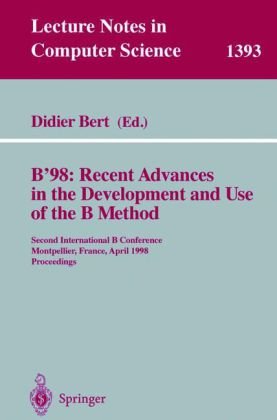 Lecture Notes in
Computer Science 1393
Didier Bert (Ed.)
B'98: Recent Advances
in the Development and Use
of the B Method
Second International B Conference
Montpellier, France, April 1998
Proceedings
Springer